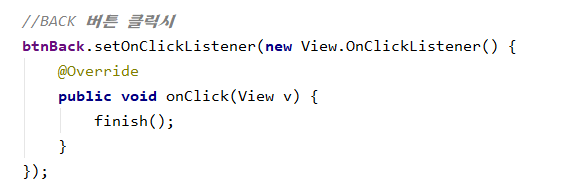 //BACK 버튼 클릭시
btnBack.setOnClickListener(new View.OnClickListener() {
    @Override
    public void onClick(View v) {
        finish();
    }
});